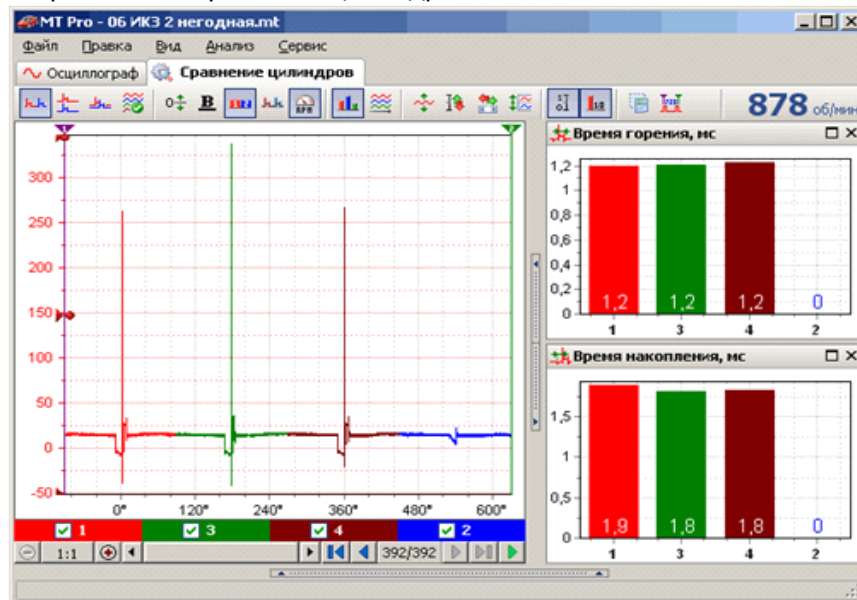 MT Pro - 06 ИКЗ 2 негодная.mt
Файл Правка Вид Анализ Сервис
Осциллограф Сравнение цилиндров
878 об/мин
Время горения, мс
300
250
200
150
100
50
0
-50
0° 120° 240° 360° 480° 600°
1 3 4 2
1:1 392/392
1,2
1
0,8
0,6
0,4
0,2
0
1,2 1,2 1,2 0
1 3 4 2
Время накопления, мс
1,5
1
0,5
0
1,9 1,8 1,8 0
1 3 4 2